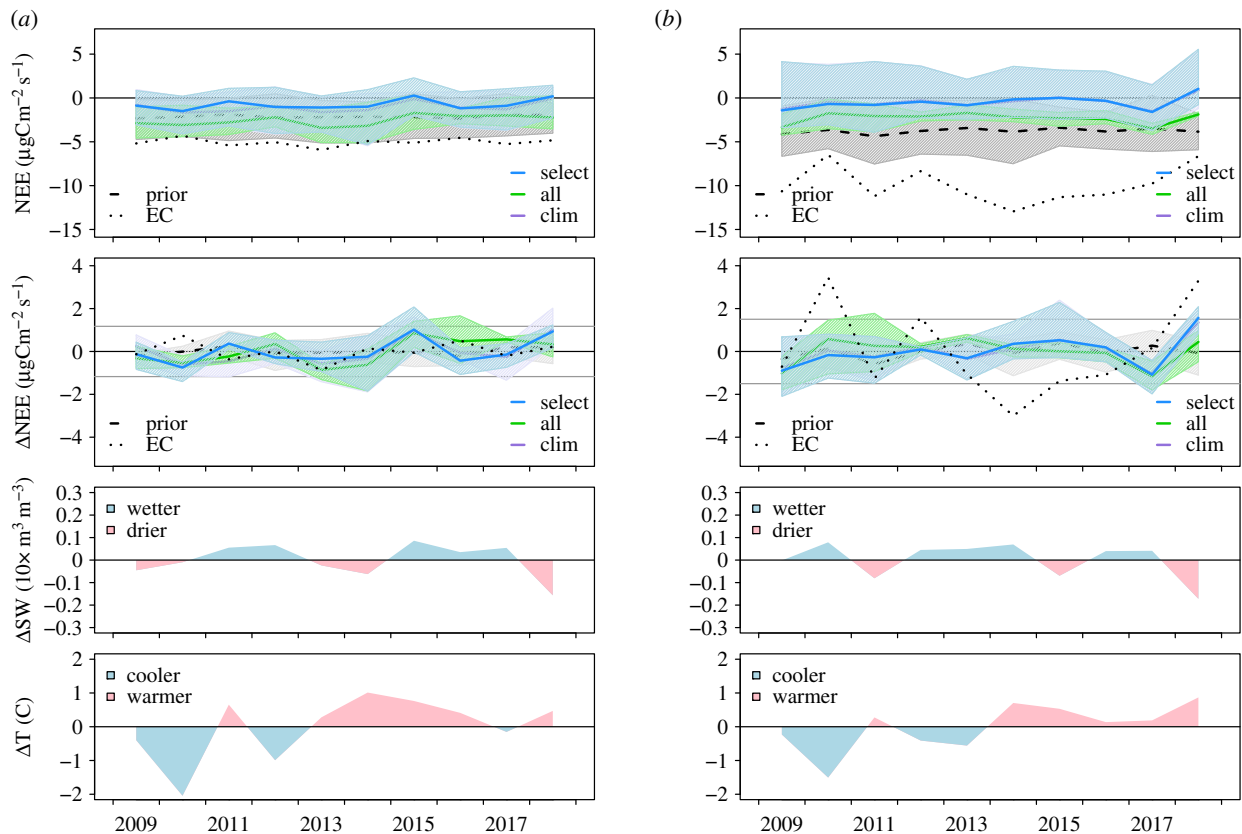 (a)
NEE (µgCm−2 s−1)
5
0
−5
−10
−15
prior
EC
select
all
clim
ΔNEE (µgCm−2 s−1)
4
2
0
−2
−4
prior
EC
select
all
clim
ΔSW (10× m3 m−3)
0.3
0.2
0.1
0
−0.1
−0.2
−0.3
wetter
drier
ΔT (C)
2
1
0
−1
−2
cooler
warmer
2009 2011 2013 2015 2017
(b)
5
0
−5
−10
−15
prior
EC
select
all
clim
4
2
0
−2
−4
prior
EC
select
all
clim
0.3
0.2
0.1
0
−0.1
−0.2
−0.3
wetter
drier
2
1
0
−1
−2
cooler
warmer
2009 2011 2013 2015 2017